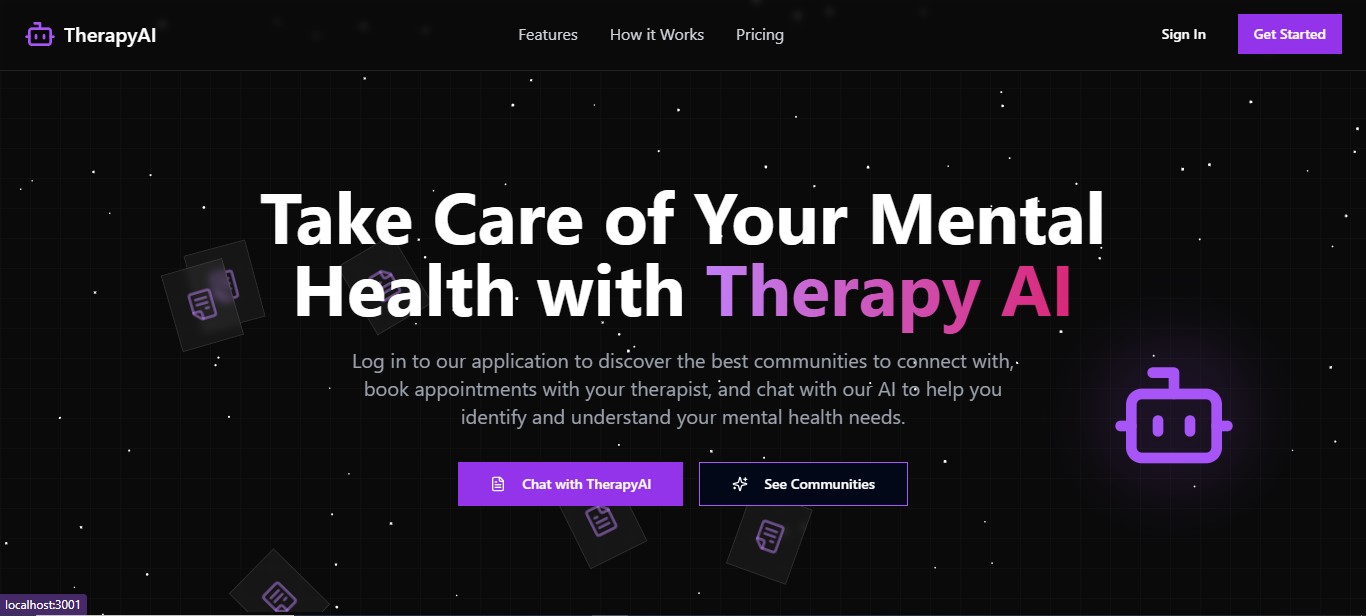 TherapyAI
Features
How it Works
Pricing
Sign In
Get Started
Take Care of Your Mental
Health with Therapy AI
Log in to our application to discover the best communities to connect with,
book appointments with your therapist, and chat with our AI to help you
identify and understand your mental health needs.
Chat with TherapyAI
See Communities
localhost:3001